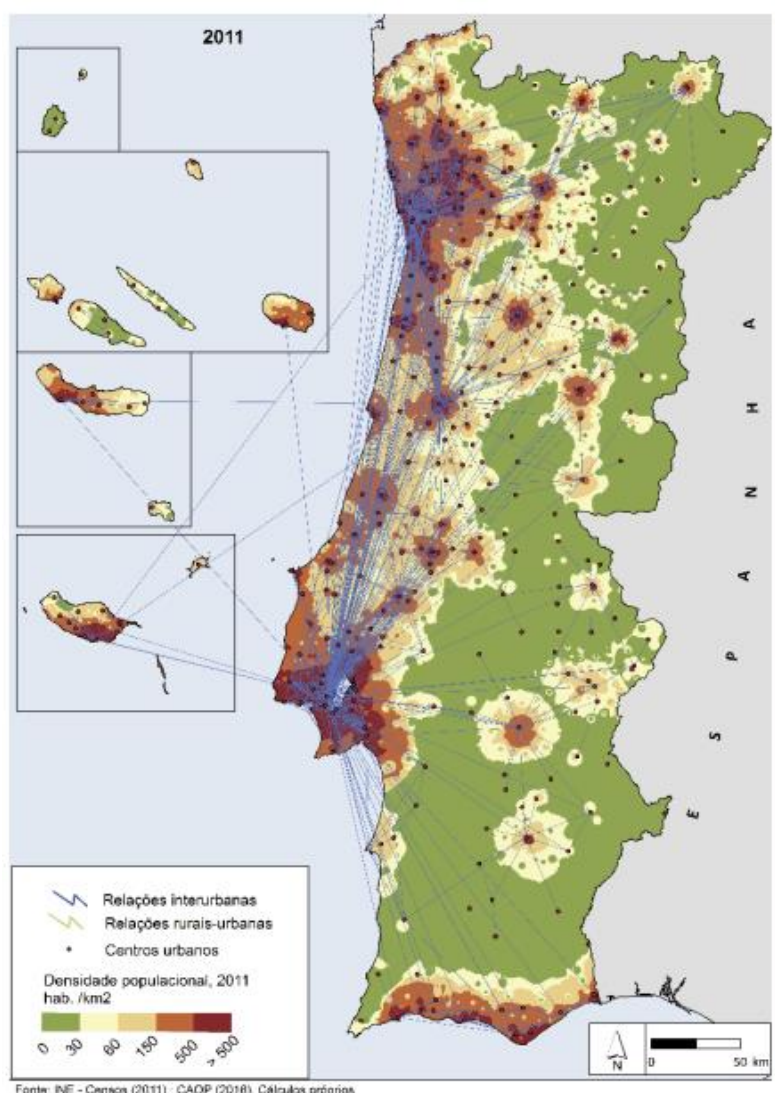 2011
A
H
N
A
P
S
E
Relações interurbanas
Relações rurais-urbanas
Centros urbanos
Densidade populacional, 2011
hab. /km2
0 30 60 150 500 > 500
N
0 50 km
Fonte: INE - Censos (2011) ; CAOP (2016). Cálculos próprios